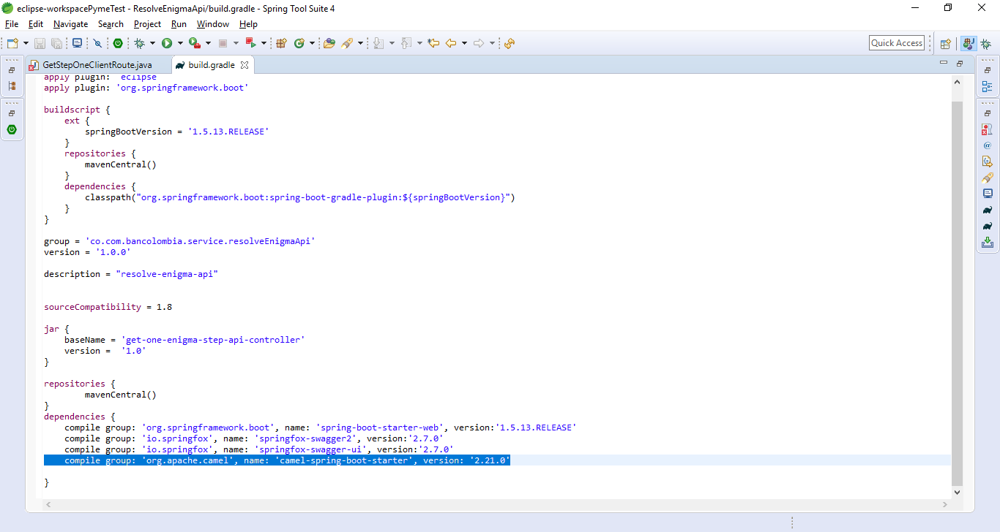 eclipse-workspacePymeTest - ResolveEnigmaApi/build.gradle - Spring Tool Suite 4
File Edit Navigate Search Project Run Window Help
Quick Access
GetStepOneClientRoute.java build.gradle
apply plugin: 'eclipse'
apply plugin: 'org.springframework.boot'
buildscript {
    ext {
        springBootVersion = '1.5.13.RELEASE'
    }
    repositories {
        mavenCentral()
    }
    dependencies {
        classpath("org.springframework.boot:spring-boot-gradle-plugin:${springBootVersion}")
    }
}
group = 'co.com.bancolombia.service.resolveEnigmaApi'
version = '1.0.0'
description = "resolve-enigma-api"
sourceCompatibility = 1.8
jar {
    baseName = 'get-one-enigma-step-api-controller'
    version =  '1.0'
}
repositories {
        mavenCentral()
}
dependencies {
    compile group: 'org.springframework.boot', name: 'spring-boot-starter-web', version:'1.5.13.RELEASE'
    compile group: 'io.springfox', name: 'springfox-swagger2', version:'2.7.0'
    compile group: 'io.springfox', name: 'springfox-swagger-ui', version:'2.7.0'
    compile group: 'org.apache.camel', name: 'camel-spring-boot-starter', version: '2.21.0'
}